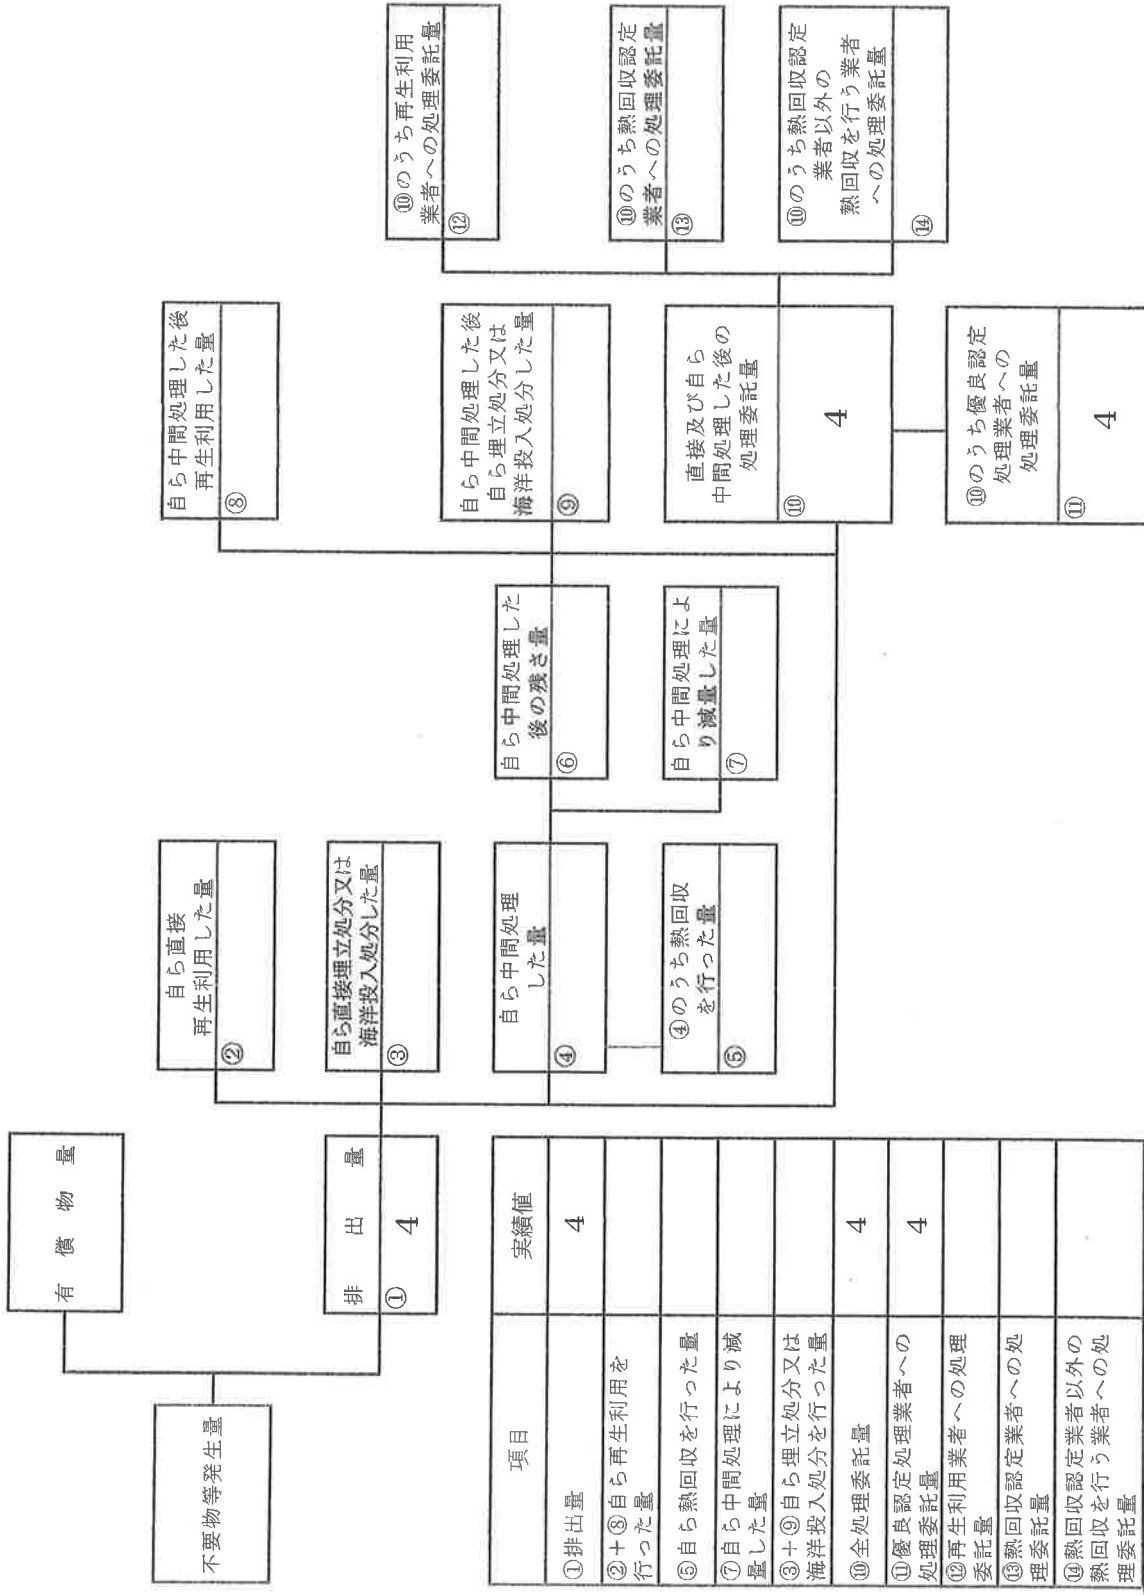 不要物等発生量
有償物量
排出量
①
4
自ら直接
再生利用した量
②
自ら直接埋立処分又は
海洋投入処分した量
③
自ら中間処理
した量
④
④のうち熱回収
を行った量
⑤
自ら中間処理した
後の残さ量
⑥
自ら中間処理によ
り減量した量
⑦
自ら中間処理した後
再生利用した量
⑧
自ら中間処理した後
自ら埋立処分又は
海洋投入処分した量
⑨
直接及び自ら
中間処理した後の
処理委託量
⑩
4
⑩のうち優良認定
処理業者への
処理委託量
⑪
4
⑩のうち再生利用
業者への処理委託量
⑫
⑩のうち熱回収認定
業者への処理委託量
⑬
⑩のうち熱回収認定
業者以外の
熱回収を行う業者
への処理委託量
⑭
項目 実績値
①排出量 4
②+⑧自ら再生利用を
行った量
⑤自ら熱回収を行った量
⑦自ら中間処理により減
量した量
③+⑨自ら埋立処分又は
海洋投入処分を行った量
⑩全処理委託量 4
⑪優良認定処理業者への
処理委託量 4
⑫再生利用業者への処理
委託量
⑬熱回収認定業者への処
理委託量
⑭熱回収認定業者以外の
熱回収を行う業者への処
理委託量